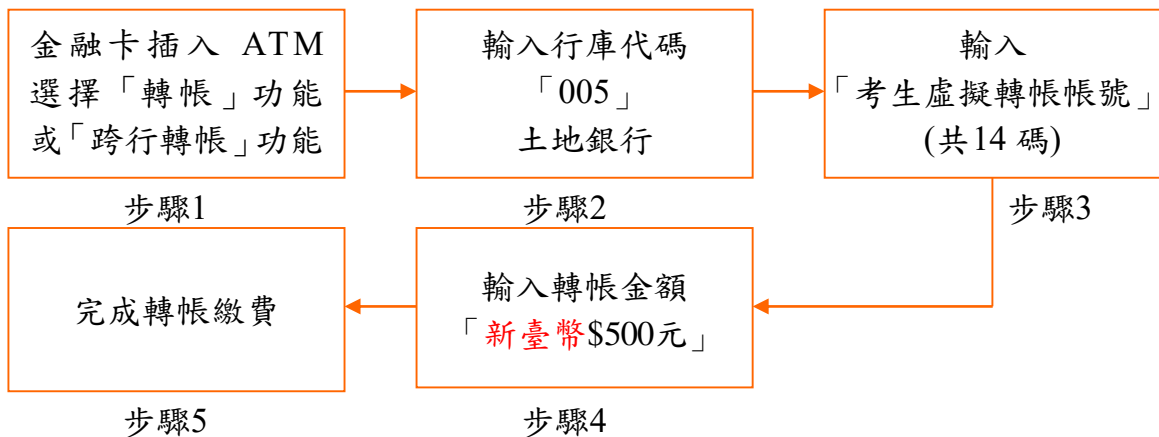 金融卡插入 ATM
選擇「轉帳」功能
或「跨行轉帳」功能
步驟1
輸入行庫代碼
「005」
土地銀行
步驟2
輸入
「考生虛擬轉帳帳號」
(共14 碼)
步驟3
輸入轉帳金額
「新臺幣$500元」
步驟4
完成轉帳繳費
步驟5